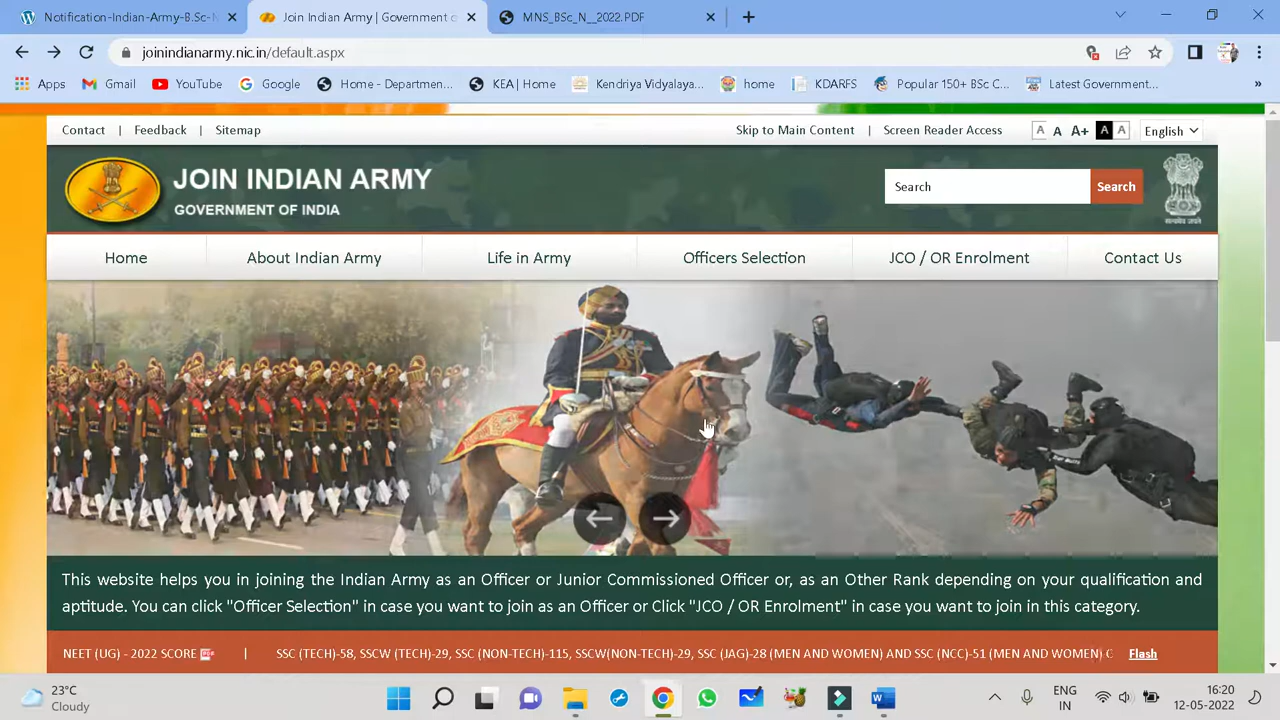 Notification-Indian-Army-B.Sc-N
Join Indian Army | Government o
MNS_BSc_N__2022.PDF
joinindianarmy.nic.in/default.aspx
Apps
Gmail
YouTube
Google
Home - Departmen...
KEA | Home
Kendriya Vidyalaya...
home
KDARFS
Popular 150+ BSc C...
Latest Government...
»
Contact | Feedback | Sitemap
Skip to Main Content | Screen Reader Access
A A A+ A A
English
JOIN INDIAN ARMY
GOVERNMENT OF INDIA
Search
Search
सत्यमेव जयते
Home
About Indian Army
Life in Army
Officers Selection
JCO / OR Enrolment
Contact Us
This website helps you in joining the Indian Army as an Officer or Junior Commissioned Officer or, as an Other Rank depending on your qualification and
aptitude. You can click "Officer Selection" in case you want to join as an Officer or Click "JCO / OR Enrolment" in case you want to join in this category.
NEET (UG) - 2022 SCORE | SSC (TECH)-58, SSCW (TECH)-29, SSC (NON-TECH)-115, SSCW(NON-TECH)-29, SSC (JAG)-28 (MEN AND WOMEN) AND SSC (NCC)-51 (MEN AND WOMEN) C
Flash
23°C
Cloudy
ENG
IN
16:20
12-05-2022